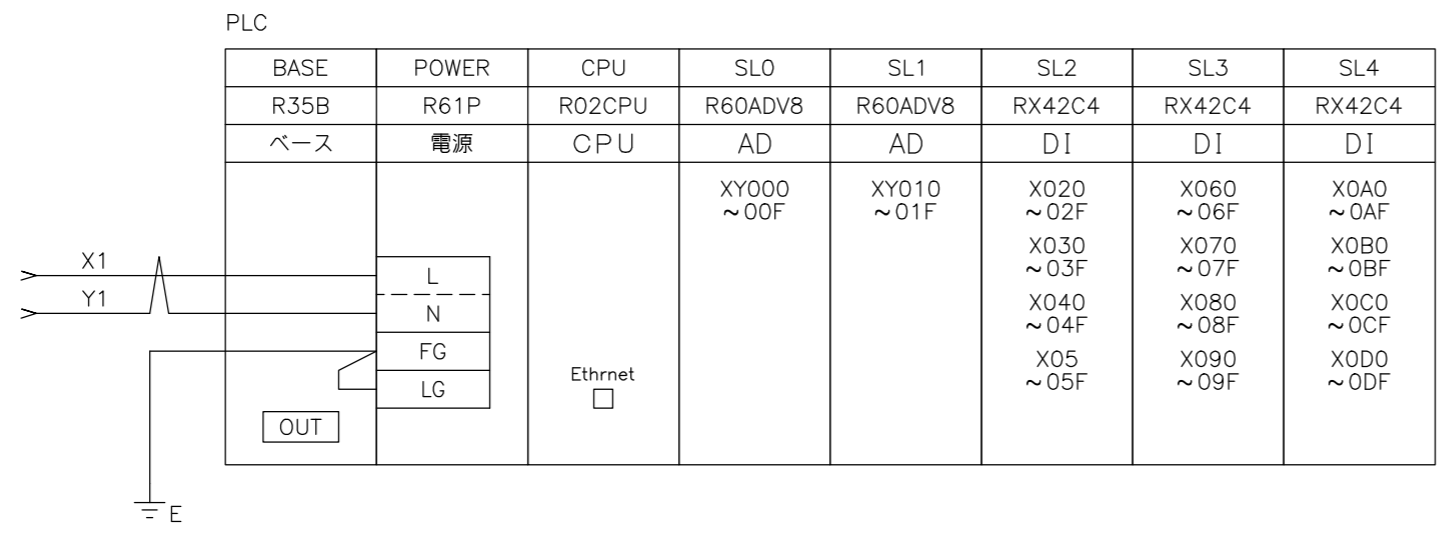 PLC
BASE POWER CPU SL0 SL1 SL2 SL3 SL4
R35B R61P R02CPU R60ADV8 R60ADV8 RX42C4 RX42C4 RX42C4
ベース 電源 CPU AD AD DI DI DI
XY000 XY010 X020 X060 X0A0
~00F ~01F ~02F ~06F ~0AF
X030 X070 X0B0
~03F ~07F ~0BF
X1 L
Y1 N
X040 X080 X0C0
~04F ~08F ~0CF
FG
X05 X090 X0D0
~05F ~09F ~0DF
Ethrnet
LG
OUT
E